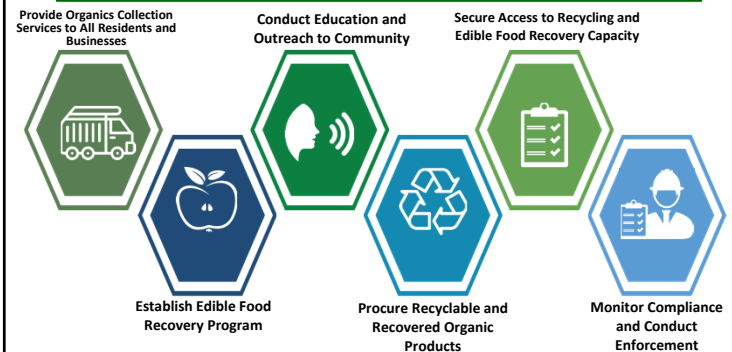 Provide Organics Collection
Services to All Residents and
Businesses
Conduct Education and
Outreach to Community
Secure Access to Recycling and
Edible Food Recovery Capacity
Establish Edible Food
Recovery Program
Procure Recyclable and
Recovered Organic
Products
Monitor Compliance
and Conduct
Enforcement